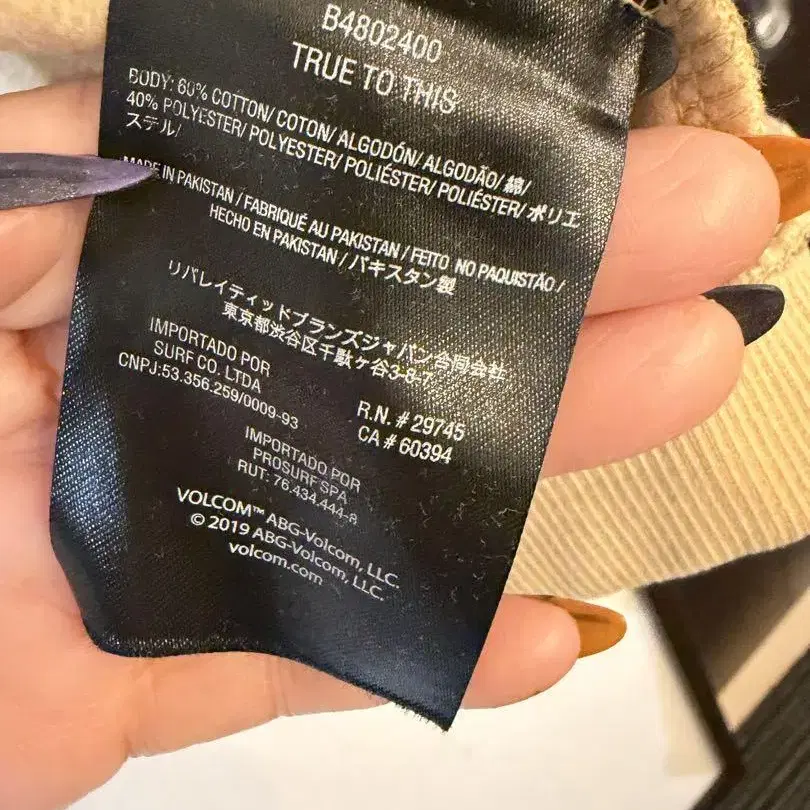 B4802400
TRUE TO THIS
BODY: 60% COTTON/ COTON/ ALGODÓN/ ALGODÃO/ 綿/
40% POLYESTER/ POLYESTER/ POLIÉSTER/ POLIÉSTER/ ポリエ
ステル/
MADE IN PAKISTAN / FABRIQUÉ AU PAKISTAN / FEITO NO PAQUISTÃO /
HECHO EN PAKISTAN / パキスタン製
リバレイティッドブランズジャパン合同会社
東京都渋谷区千駄ヶ谷3-8-7
IMPORTADO POR
SURF CO. LTDA
CNPJ:53.356.259/0009-93
R.N. # 29745
CA # 60394
IMPORTADO POR
PROSURF SPA
RUT: 76.434.444-8
VOLCOM™ ABG-Volcom, LLC.
© 2019 ABG-Volcom, LLC.
volcom.com